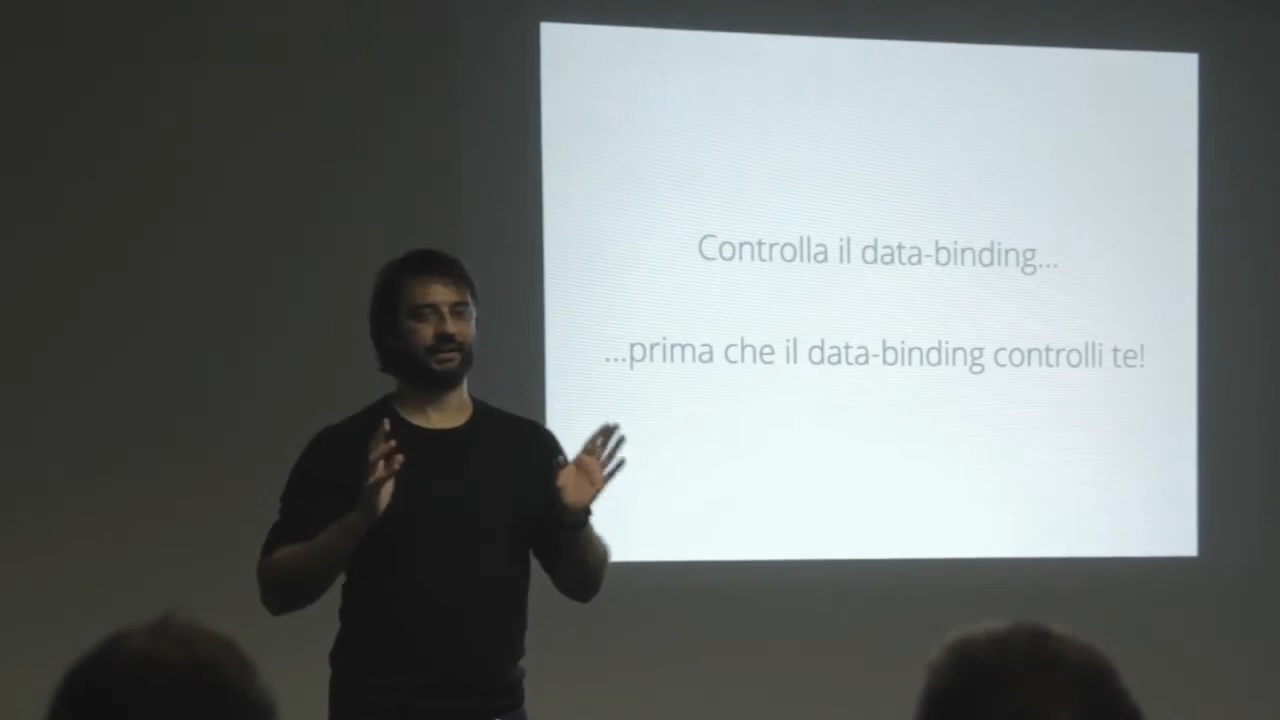 Controlla il data-binding...
...prima che il data-binding controlli te!